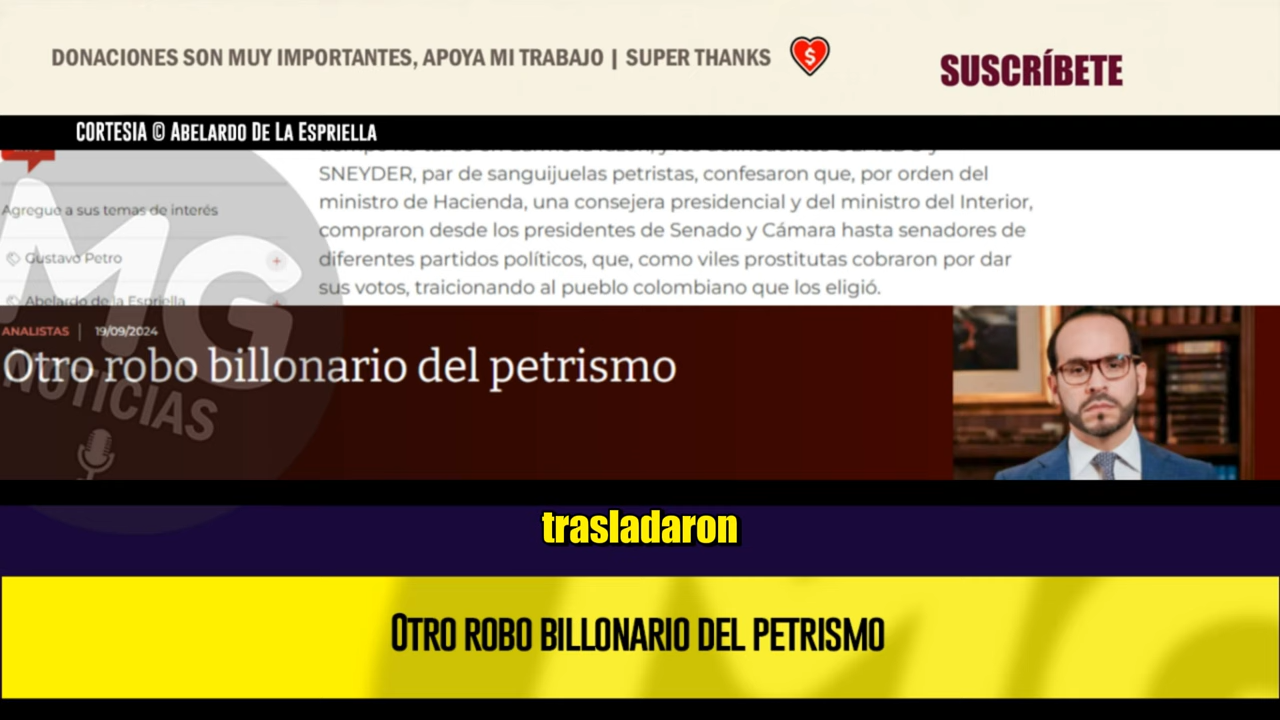 DONACIONES SON MUY IMPORTANTES, APOYA MI TRABAJO | SUPER THANKS
SUSCRÍBETE
CORTESIA © ABELARDO DE LA ESPRIELLA
SNEYDER, par de sanguijuelas petristas, confesaron que, por orden del
ministro de Hacienda, una consejera presidencial y del ministro del Interior,
compraron desde los presidentes de Senado y Cámara hasta senadores de
diferentes partidos políticos, que, como viles prostitutas cobraron por dar
sus votos, traicionando al pueblo colombiano que los eligió.
Agregue a sus temas de interés
Gustavo Petro +
Abelardo de la Espriella
MG
NOTICIAS
ANALISTAS | 19/09/2024
Otro robo billonario del petrismo
trasladaron
OTRO ROBO BILLONARIO DEL PETRISMO